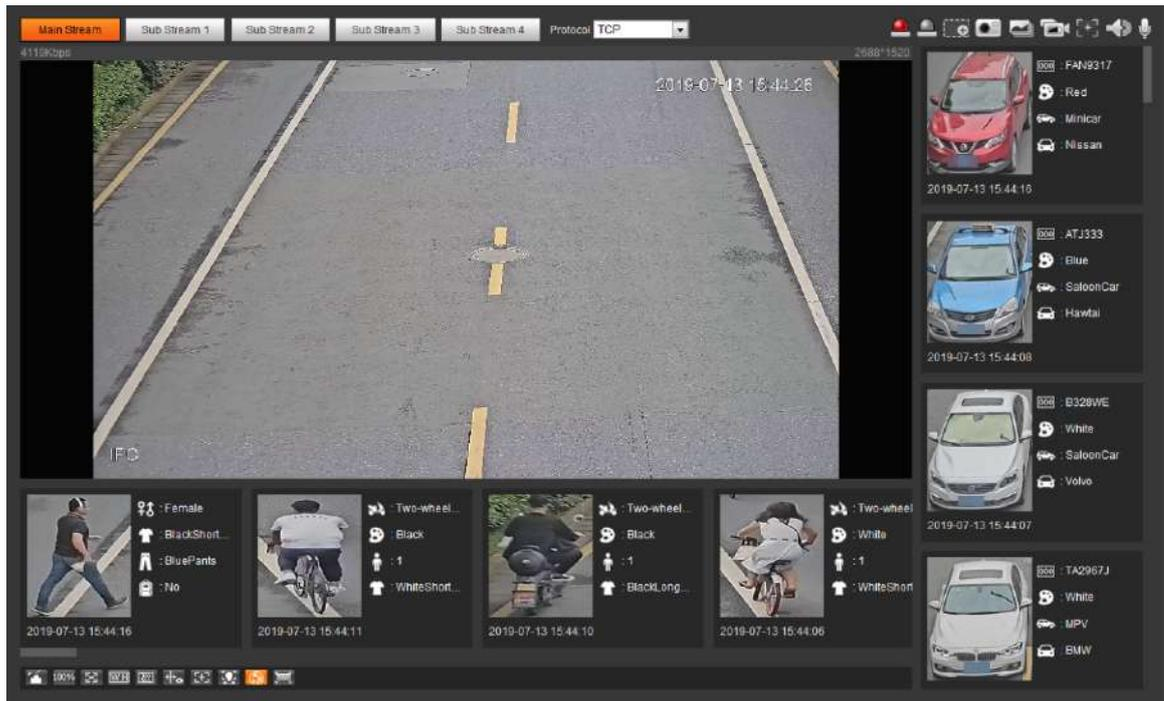 Main Stream
Sub Stream 1
Sub Stream 2
Sub Stream 3
Sub Stream 4
Protocol TCP
4119Kbps
2688*1520
2019-07-13 15:44:26
IPC
: FAN9317
: Red
: Minicar
: Nissan
2019-07-13 15:44:16
: ATJ333
: Blue
: SaloonCar
: Hawtai
2019-07-13 15:44:08
: B328WE
: White
: SaloonCar
: Volvo
2019-07-13 15:44:07
: TA2967J
: White
: MPV
: BMW
: Female
: BlackShort...
: BluePants
: No
2019-07-13 15:44:16
: Two-wheel...
: Black
: 1
: WhiteShort...
2019-07-13 15:44:11
: Two-wheel...
: Black
: 1
: BlackLong...
2019-07-13 15:44:10
: Two-wheel
: White
: 1
: WhiteShort
2019-07-13 15:44:06
100%
W:H